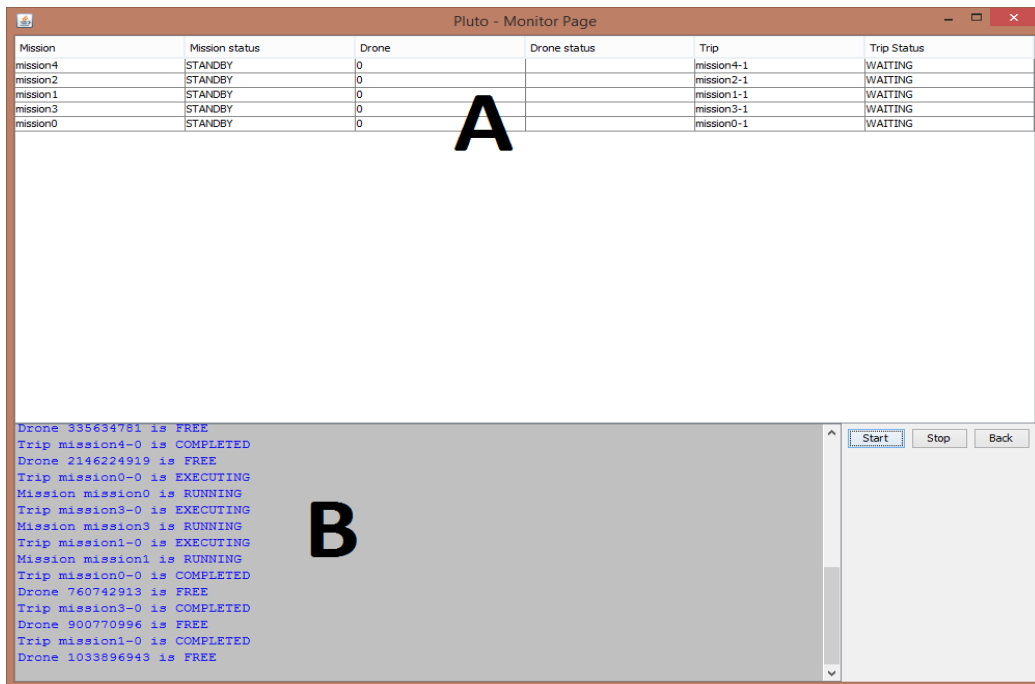 Pluto - Monitor Page
Mission Mission status Drone Drone status Trip Trip Status
mission4 STANDBY 0 mission4-1 WAITING
mission2 STANDBY 0 mission2-1 WAITING
mission1 STANDBY 0 mission1-1 WAITING
mission3 STANDBY 0 mission3-1 WAITING
mission0 STANDBY 0 mission0-1 WAITING
A
Drone 335634781 is FREE
Trip mission4-0 is COMPLETED
Drone 2146224919 is FREE
Trip mission0-0 is EXECUTING
Mission mission0 is RUNNING
Trip mission3-0 is EXECUTING
Mission mission3 is RUNNING
Trip mission1-0 is EXECUTING
Mission mission1 is RUNNING
Trip mission0-0 is COMPLETED
Drone 760742913 is FREE
Trip mission3-0 is COMPLETED
Drone 900770996 is FREE
Trip mission1-0 is COMPLETED
Drone 1033896943 is FREE
B
Start Stop Back